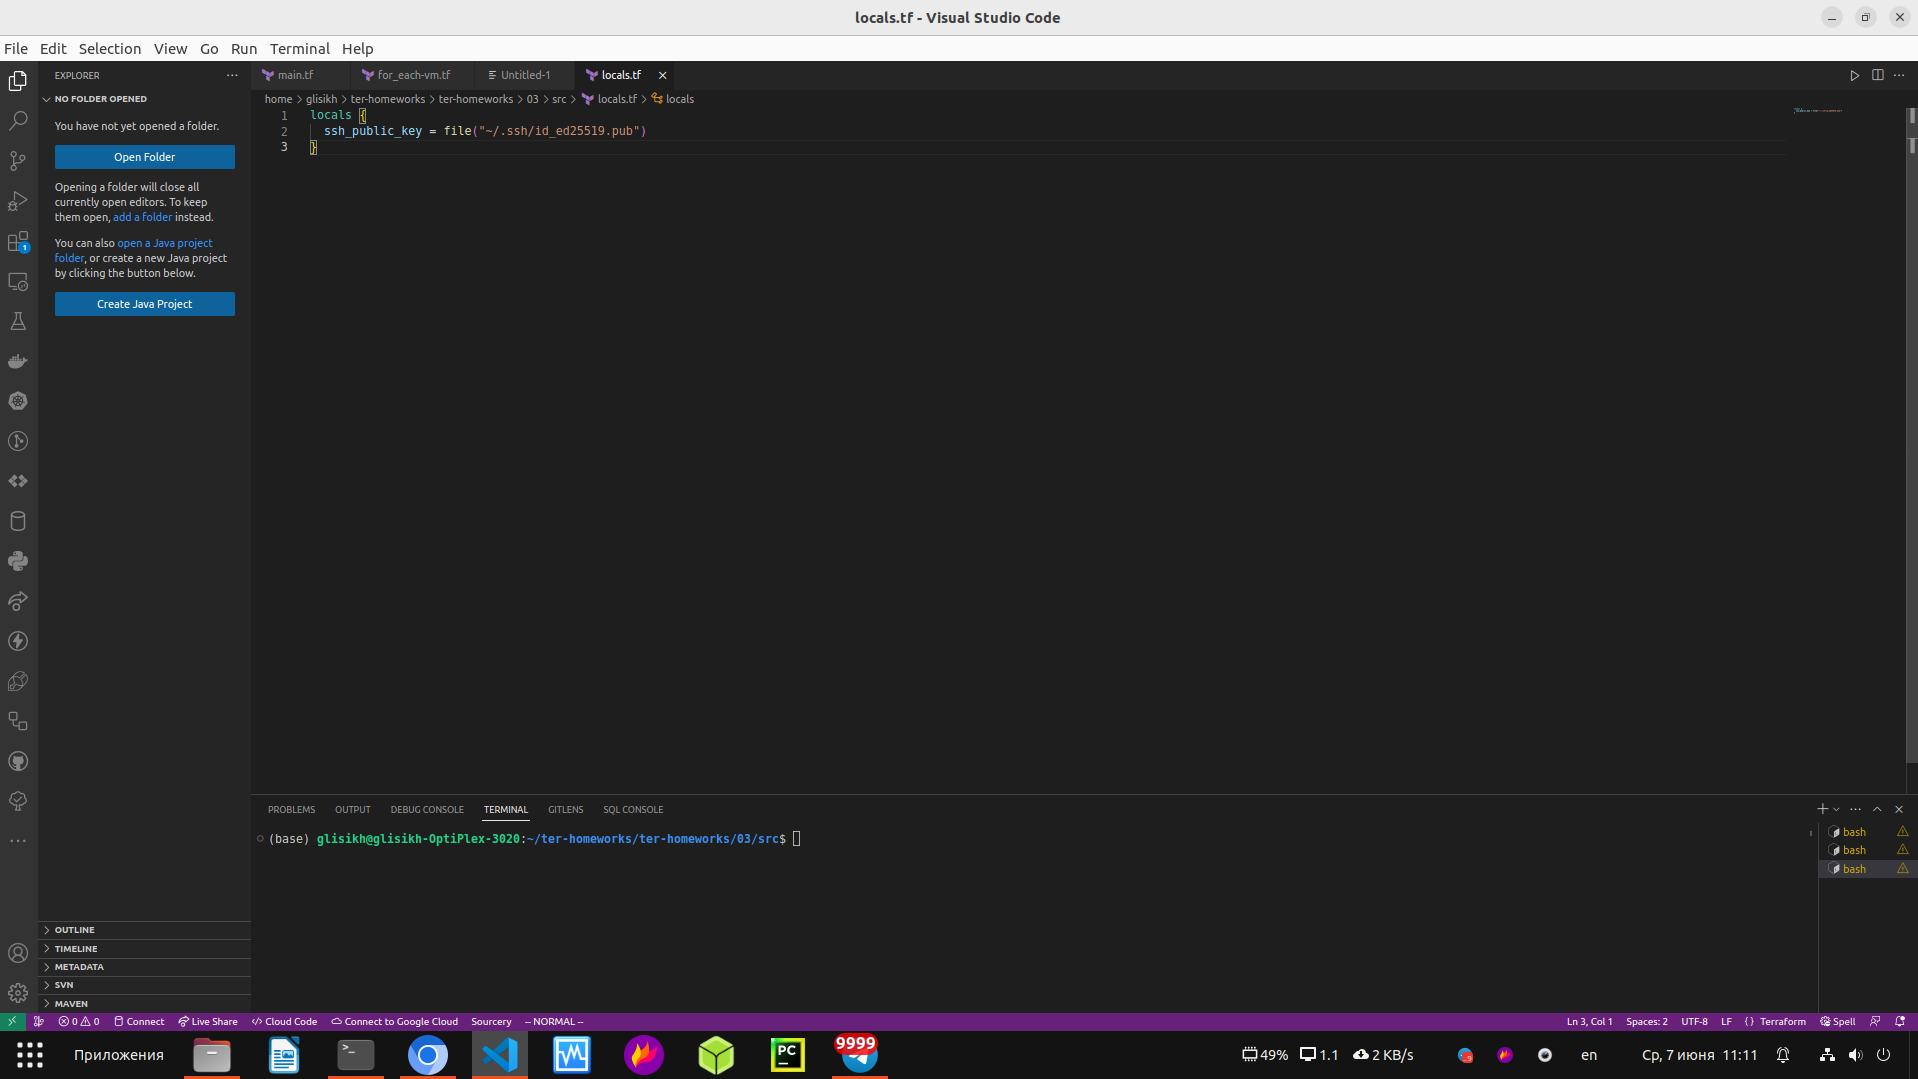 locals.tf - Visual Studio Code
File Edit Selection View Go Run Terminal Help
EXPLORER
main.tf for_each-vm.tf Untitled-1 locals.tf
NO FOLDER OPENED
home > glisikh > ter-homeworks > ter-homeworks > 03 > src > locals.tf > locals
You have not yet opened a folder.
Open Folder
Opening a folder will close all
currently open editors. To keep
them open, add a folder instead.
You can also open a Java project
folder, or create a new Java project
by clicking the button below.
Create Java Project
1 locals {
2 ssh_public_key = file("~/.ssh/id_ed25519.pub")
3 }
1
PROBLEMS OUTPUT DEBUG CONSOLE TERMINAL GITLENS SQL CONSOLE
(base) glisikh@glisikh-OptiPlex-3020:~/ter-homeworks/ter-homeworks/03/src$
bash
bash
bash
OUTLINE
TIMELINE
METADATA
SVN
MAVEN
0 0 Connect Live Share Cloud Code Connect to Google Cloud Sourcery -- NORMAL --
Ln 3, Col 1 Spaces: 2 UTF-8 LF {} Terraform Spell
Приложения
PC
9999
49% 1.1 2 KB/s en Ср, 7 июня 11:11